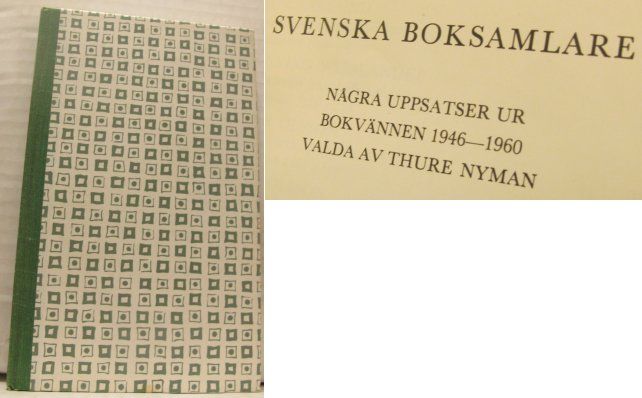 SVENSKA BOKSAMLARE
NÅGRA UPPSATSER UR
BOKVÄNNEN 1946—1960
VALDA AV THURE NYMAN